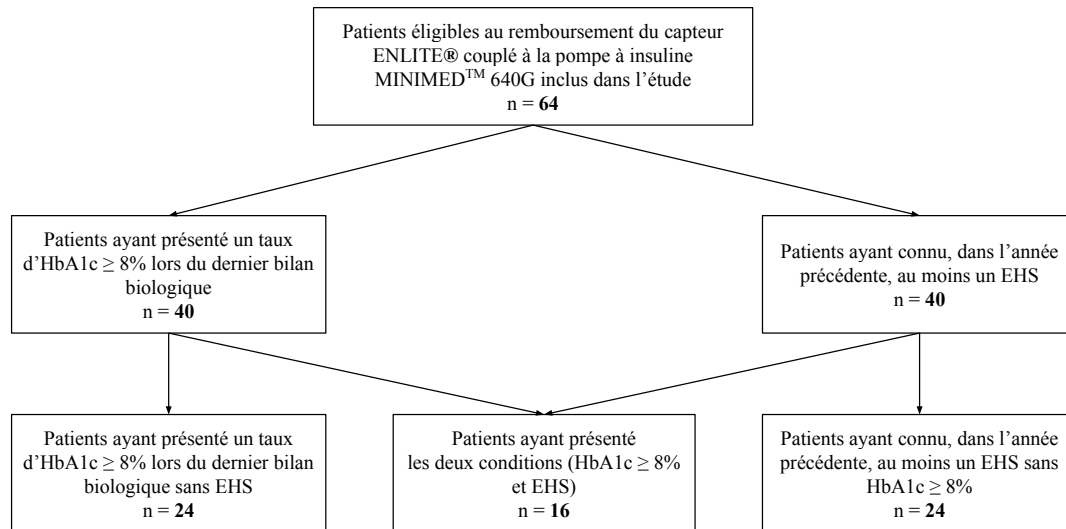 Patients éligibles au remboursement du capteur
ENLITE® couplé à la pompe à insuline
MINIMED™ 640G inclus dans l'étude
n = 64
Patients ayant présenté un taux
d'HbA1c ≥ 8% lors du dernier bilan
biologique
n = 40
Patients ayant connu, dans l'année
précédente, au moins un EHS
n = 40
Patients ayant présenté un taux
d'HbA1c ≥ 8% lors du dernier bilan
biologique sans EHS
n = 24
Patients ayant présenté
les deux conditions (HbA1c ≥ 8%
et EHS)
n = 16
Patients ayant connu, dans l'année
précédente, au moins un EHS sans
HbA1c ≥ 8%
n = 24